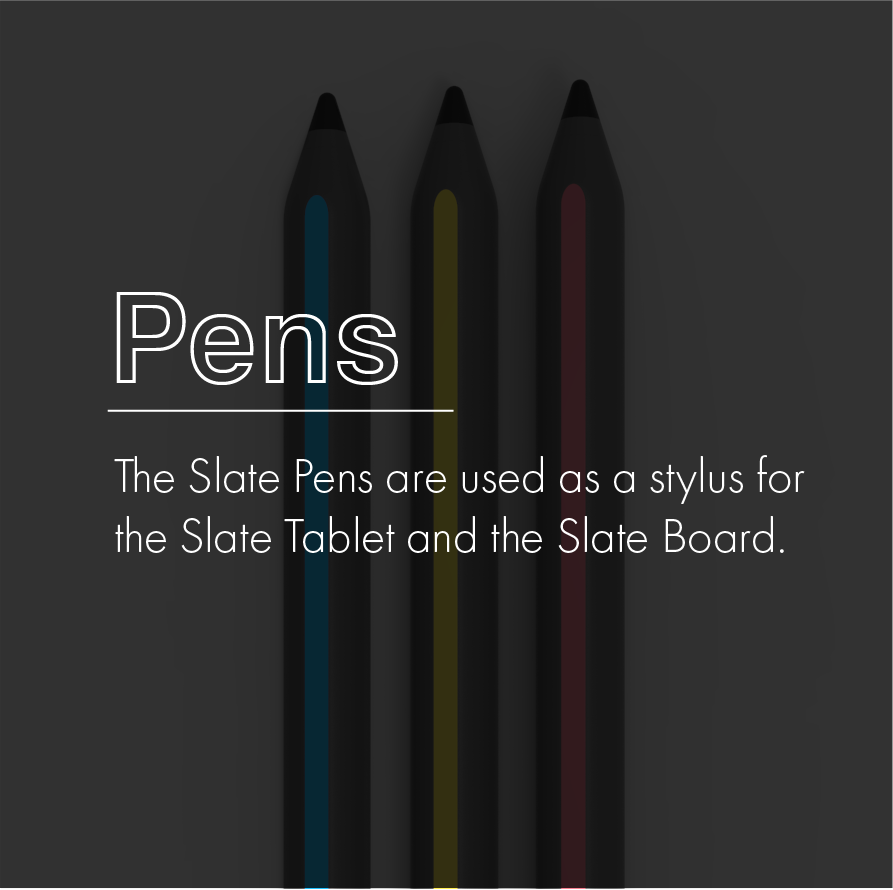 Pens
The Slate Pens are used as a stylus for
the Slate Tablet and the Slate Board.